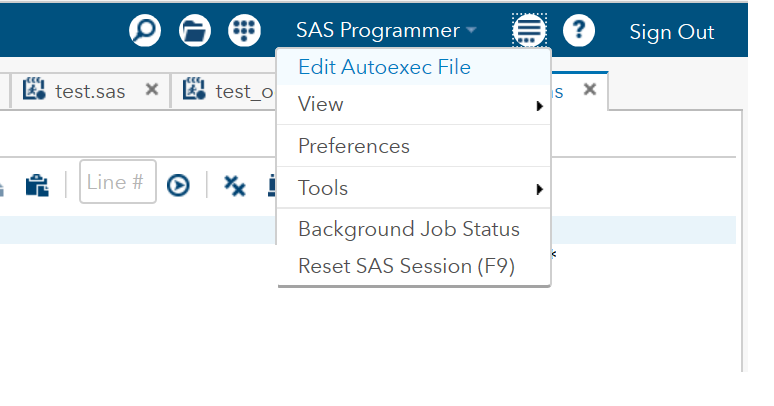 SAS Programmer
?
Sign Out
test.sas
test_o
as
Edit Autoexec File
View
Preferences
Tools
Background Job Status
Reset SAS Session (F9)
Line #
*